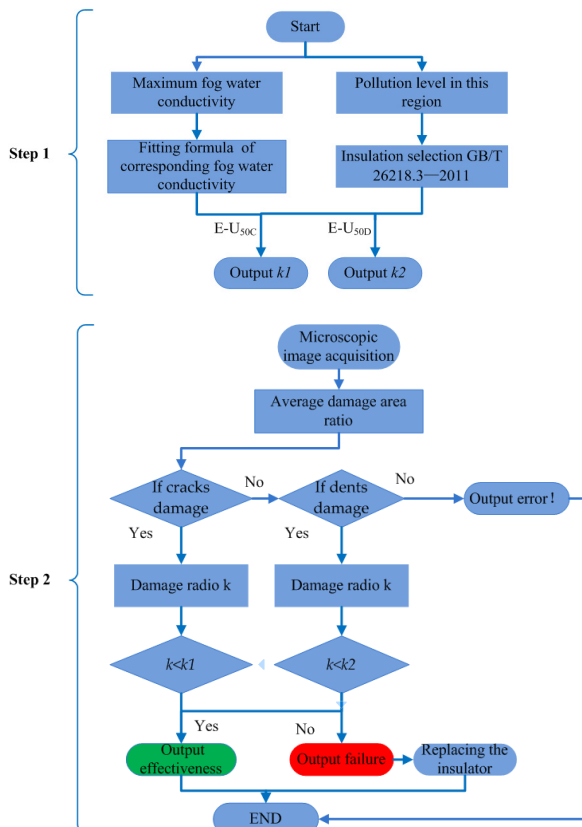 Start
Maximum fog water
conductivity
Pollution level in this
region
Step 1
Fitting formula of
corresponding fog water
conductivity
Insulation selection GB/T
26218.3—2011
E-U50C
E-U50D
Output k1
Output k2
Microscopic
image acquisition
Average damage area
ratio
If cracks
damage
No
If dents
damage
No
Output error!
Yes
Yes
Step 2
Damage radio k
Damage radio k
k<k1
k<k2
Yes
No
Output
effectiveness
Output failure
Replacing the
insulator
END